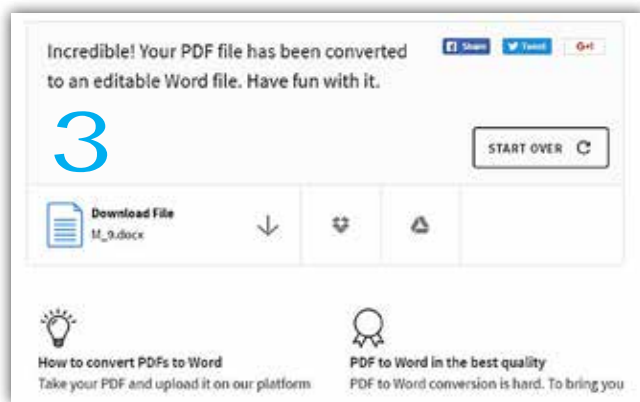 Incredible! Your PDF file has been converted
to an editable Word file. Have fun with it.
Share Tweet G+1
3
START OVER
Download File
M_9.docx
How to convert PDFs to Word
Take your PDF and upload it on our platform
PDF to Word in the best quality
PDF to Word conversion is hard. To bring you